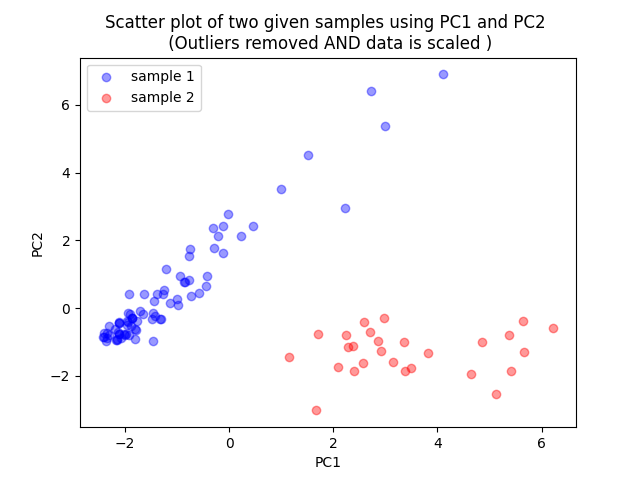 Scatter plot of two given samples using PC1 and PC2
(Outliers removed AND data is scaled )
sample 1
sample 2
PC2
6
4
2
0
−2
−2
0
2
4
6
PC1